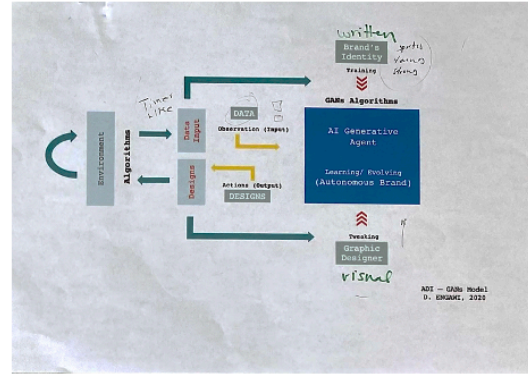 written
Brand's
Identity
Training
GANs Algorithms
Timer
Like
Environment
Algorithms
Data
Input
DATA
Observation (Input)
Designs
Actions (Output)
DESIGNS
AI Generative
Agent
Learning/ Evolving
(Autonomous Brand)
Tweaking
Graphic
Designer
visual
ADI — GANs Model
D. EMGAWI, 2020